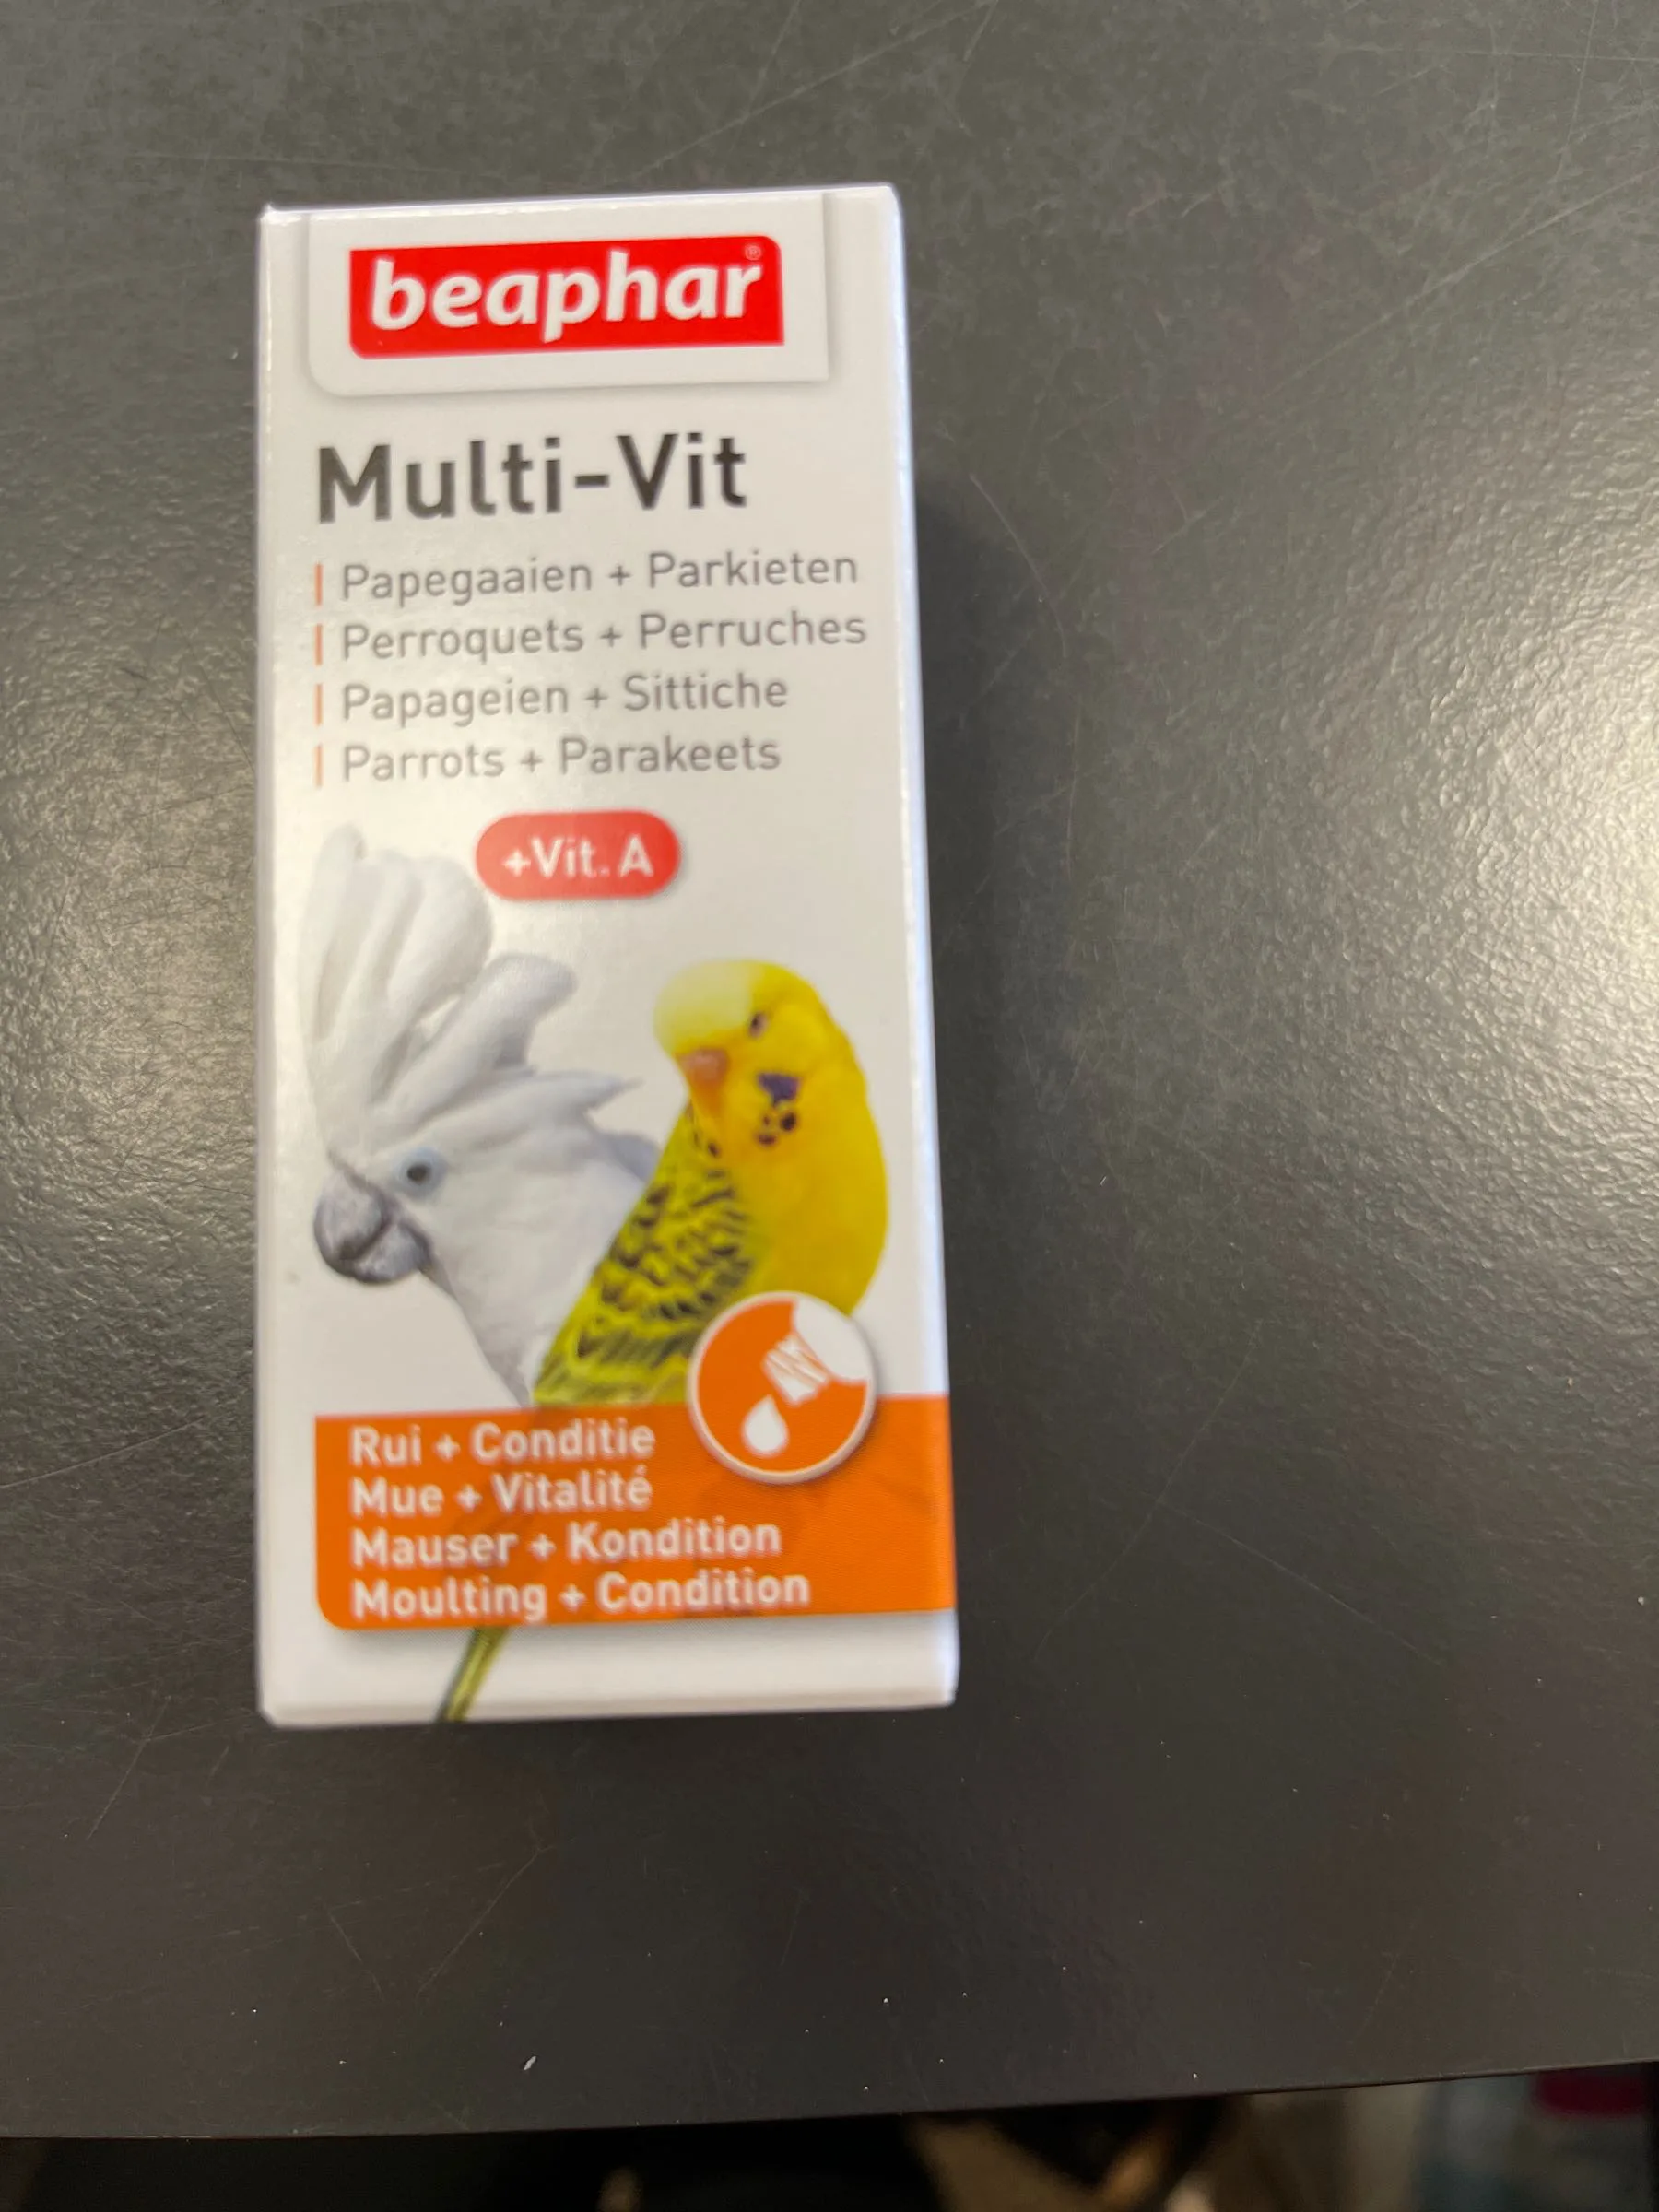 beaphar®
Multi-Vit
Papegaaien + Parkieten
Perroquets + Perruches
Papageien + Sittiche
Parrots + Parakeets
+Vit. A
Rui + Conditie
Mue + Vitalité
Mauser + Kondition
Moulting + Condition